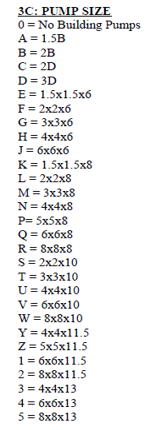 3C: PUMP SIZE
0 = No Building Pumps
A = 1.5B
B = 2B
C = 2D
D = 3D
E = 1.5x1.5x6
F = 2x2x6
G = 3x3x6
H = 4x4x6
J = 6x6x6
K = 1.5x1.5x8
L = 2x2x8
M = 3x3x8
N = 4x4x8
P= 5x5x8
Q = 6x6x8
R = 8x8x8
S = 2x2x10
T = 3x3x10
U = 4x4x10
V = 6x6x10
W = 8x8x10
Y = 4x4x11.5
Z = 5x5x11.5
1 = 6x6x11.5
2 = 8x8x11.5
3 = 4x4x13
4 = 6x6x13
5 = 8x8x13